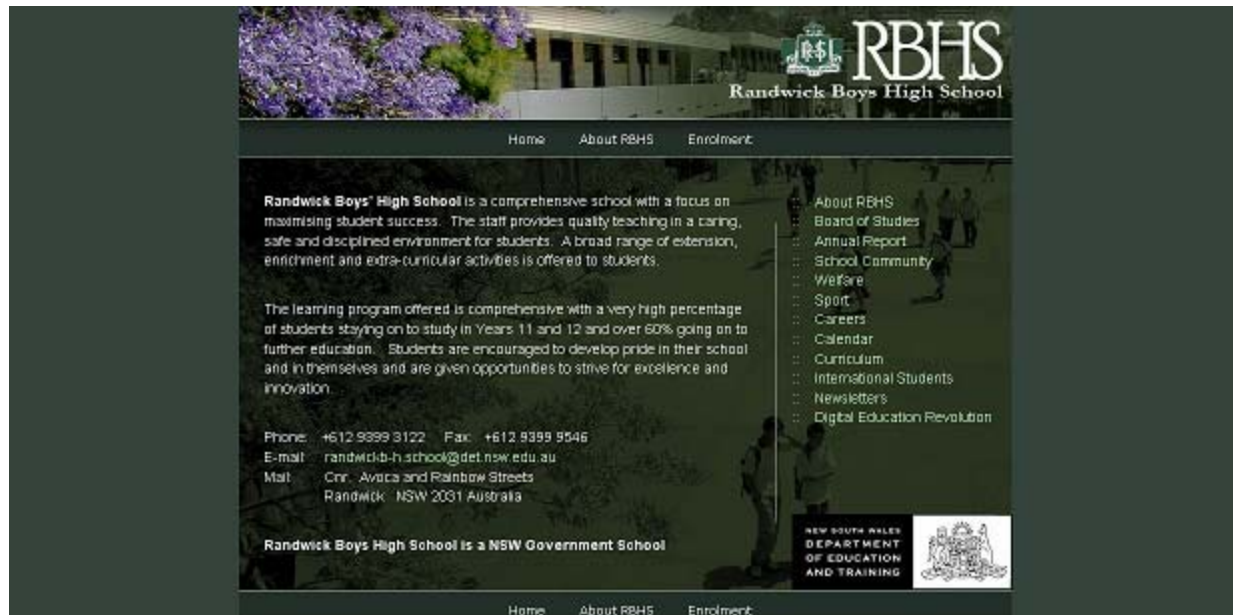 RSL
RBHS
Randwick Boys High School
Home About RBHS Enrolment
Randwick Boys' High School is a comprehensive school with a focus on
maximising student success. The staff provides quality teaching in a caring,
safe and disciplined environment for students. A broad range of extension,
enrichment and extra-curricular activities is offered to students.
The learning program offered is comprehensive with a very high percentage
of students staying on to study in Years 11 and 12 and over 60% going on to
further education. Students are encouraged to develop pride in their school
and in themselves and are given opportunities to strive for excellence and
innovation.
Phone: +612 9399 3122 Fax: +612 9399 9546
E-mail: randwickb-h.school@det.nsw.edu.au
Mail: Cnr. Avoca and Rainbow Streets
Randwick NSW 2031 Australia
Randwick Boys High School is a NSW Government School
:: About RBHS
:: Board of Studies
:: Annual Report
:: School Community
:: Welfare
:: Sport
:: Careers
:: Calendar
:: Curriculum
:: International Students
:: Newsletters
:: Digital Education Revolution
NEW SOUTH WALES
DEPARTMENT
OF EDUCATION
AND TRAINING
Home About RBHS Enrolment